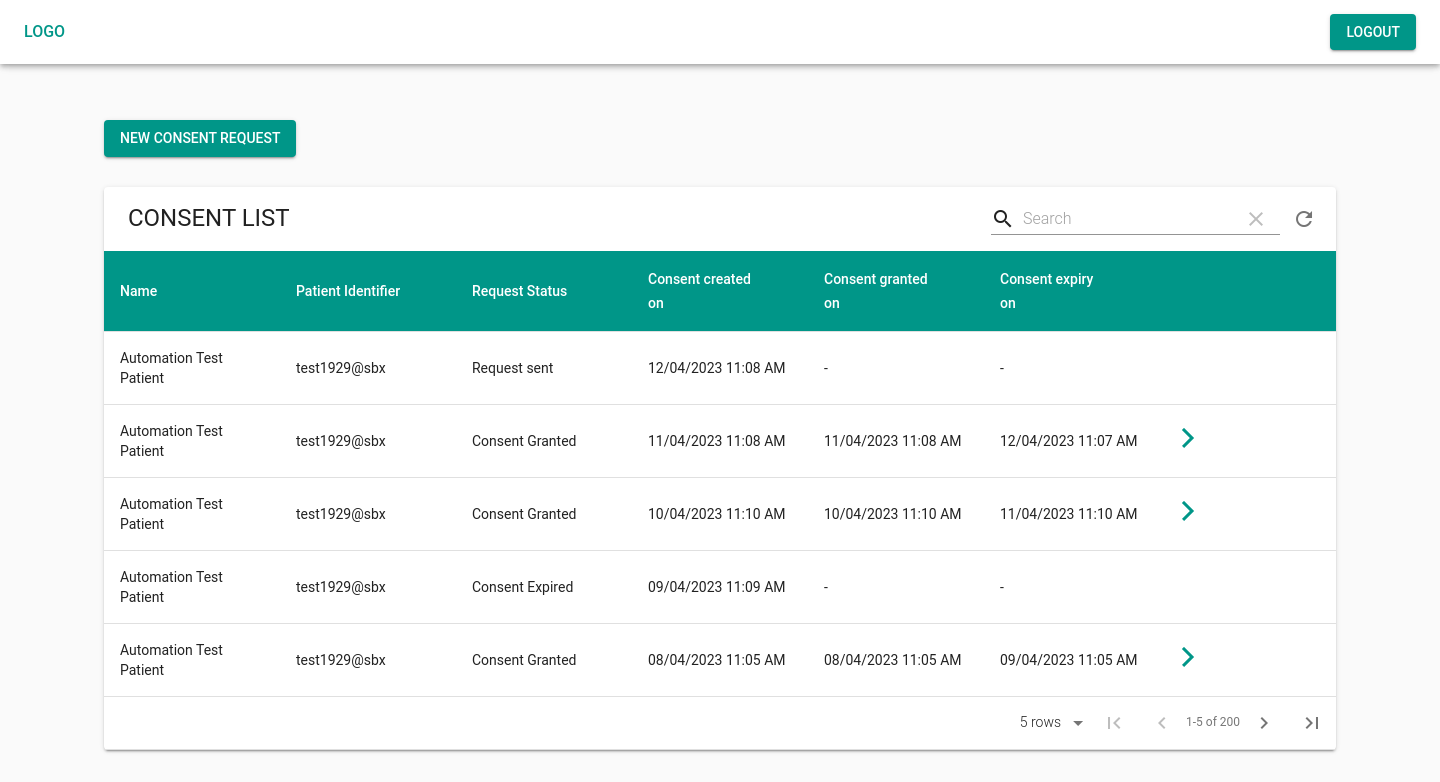 LOGO
LOGOUT
NEW CONSENT REQUEST
CONSENT LIST
Search
Name Patient Identifier Request Status Consent created on Consent granted on Consent expiry on
Automation Test Patient test1929@sbx Request sent 12/04/2023 11:08 AM - -
Automation Test Patient test1929@sbx Consent Granted 11/04/2023 11:08 AM 11/04/2023 11:08 AM 12/04/2023 11:07 AM
Automation Test Patient test1929@sbx Consent Granted 10/04/2023 11:10 AM 10/04/2023 11:10 AM 11/04/2023 11:10 AM
Automation Test Patient test1929@sbx Consent Expired 09/04/2023 11:09 AM - -
Automation Test Patient test1929@sbx Consent Granted 08/04/2023 11:05 AM 08/04/2023 11:05 AM 09/04/2023 11:05 AM
5 rows 1-5 of 200